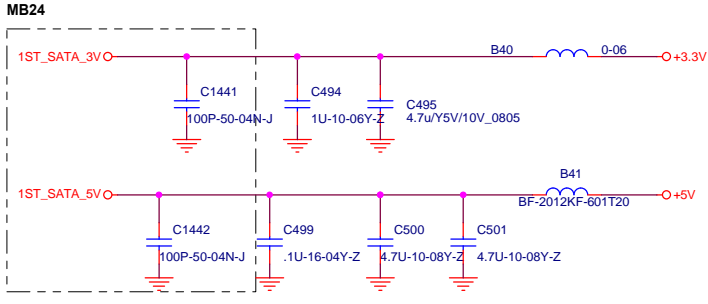 MB24
1ST_SATA_3V
B40
0-06
+3.3V
C1441
C494
C495
100P-50-04N-J
1U-10-06Y-Z
4.7u/Y5V/10V_0805
B41
1ST_SATA_5V
BF-2012KF-601T20
+5V
C1442
C499
C500
C501
100P-50-04N-J
.1U-16-04Y-Z
4.7U-10-08Y-Z
4.7U-10-08Y-Z